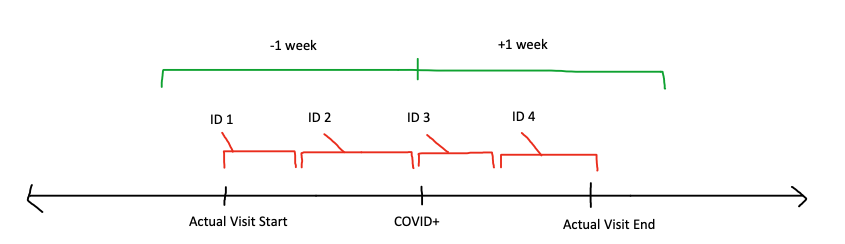 -1 week
+1 week
ID 1
ID 2
ID 3
ID 4
Actual Visit Start
COVID+
Actual Visit End